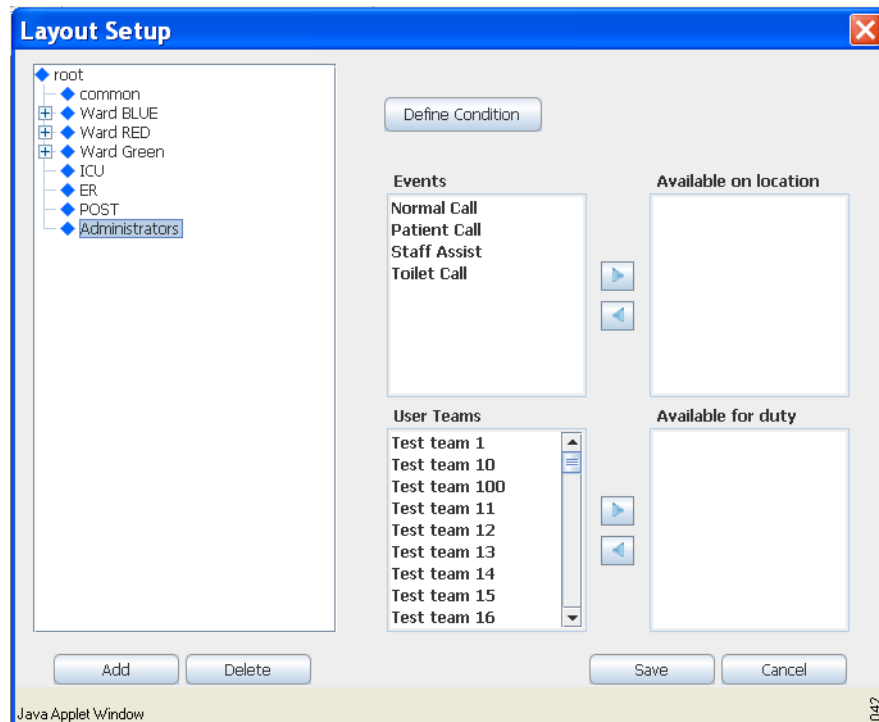 Layout Setup
root
common
Ward BLUE
Ward RED
Ward Green
ICU
ER
POST
Administrators
Define Condition
Events
Available on location
Normal Call
Patient Call
Staff Assist
Toilet Call
User Teams
Available for duty
Test team 1
Test team 10
Test team 100
Test team 11
Test team 12
Test team 13
Test team 14
Test team 15
Test team 16
Add
Delete
Save
Cancel
Java Applet Window
042